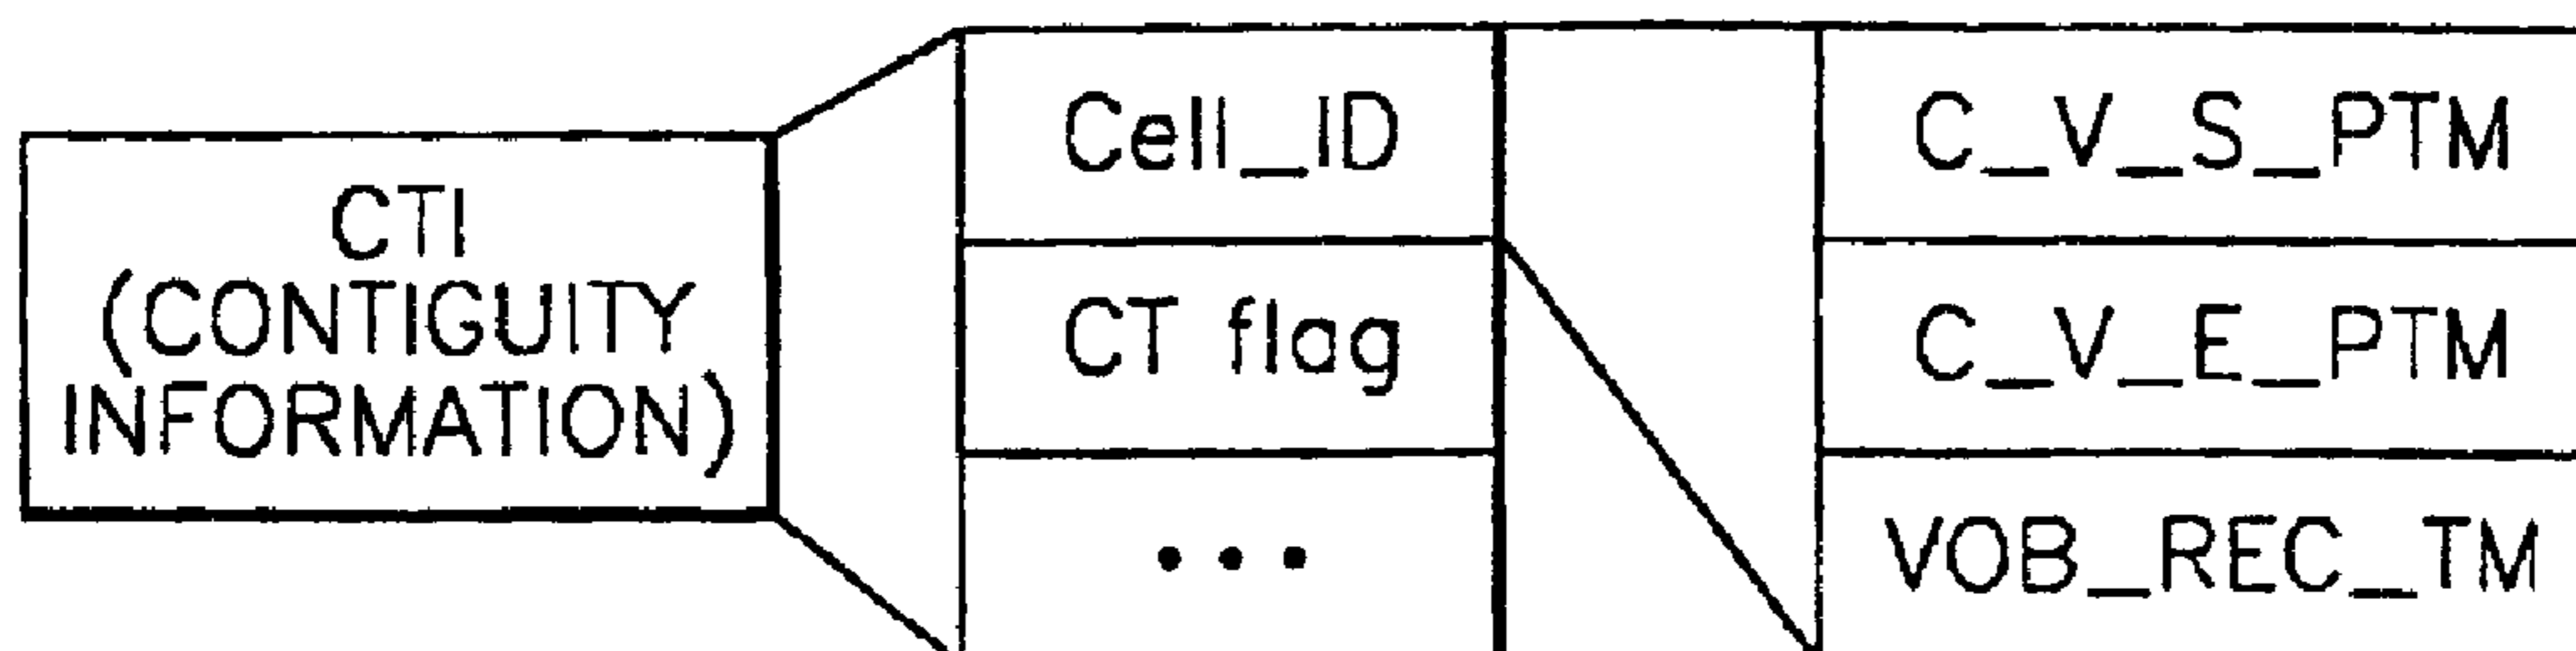 CTI
(CONTIGUITY
INFORMATION)
Cell_ID
CT flag
•••
C_V_S_PTM
C_V_E_PTM
VOB_REC_TM